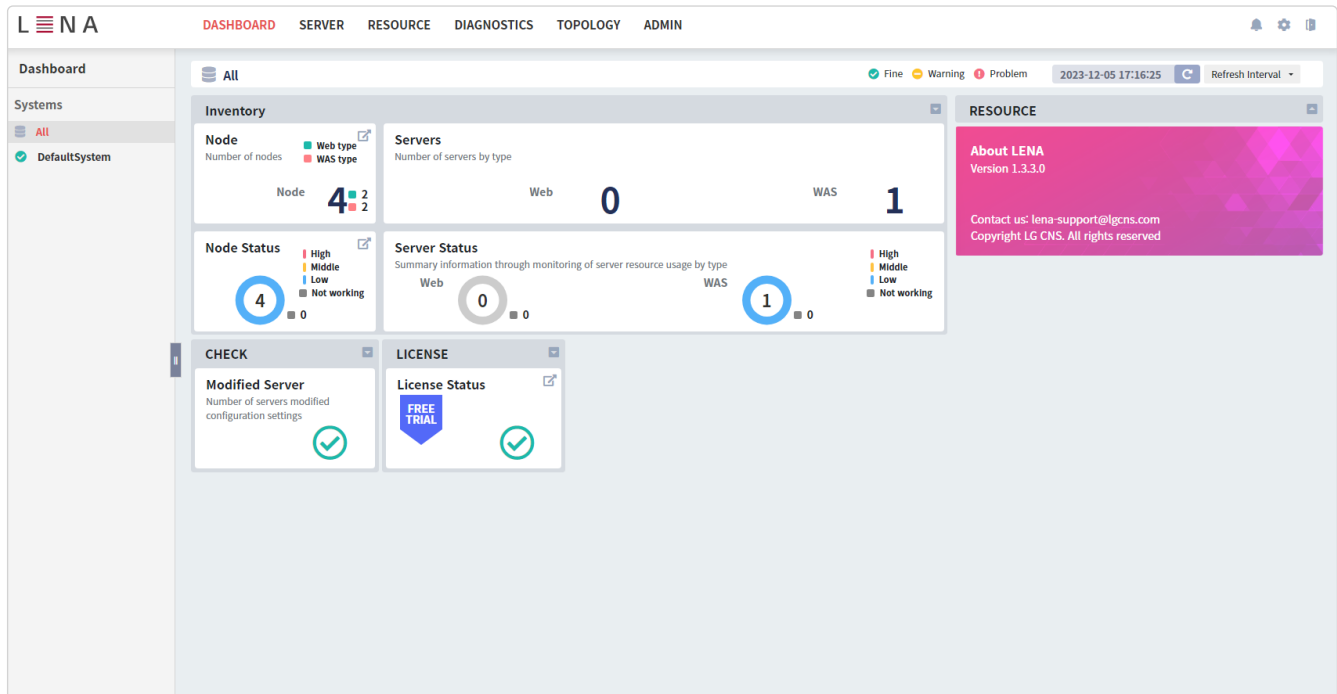 LENA
DASHBOARD SERVER RESOURCE DIAGNOSTICS TOPOLOGY ADMIN
Dashboard
Systems
All
DefaultSystem
All
Fine Warning Problem 2023-12-05 17:16:25 Refresh Interval
Inventory
Node
Number of nodes
Web type
WAS type
Node 4 2
2
Servers
Number of servers by type
Web 0 WAS 1
Node Status
High
Middle
Low
Not working
4 0
Server Status
Summary information through monitoring of server resource usage by type
Web 0 0 WAS 1 0
High
Middle
Low
Not working
RESOURCE
About LENA
Version 1.3.3.0
Contact us: lena-support@lgcns.com
Copyright LG CNS. All rights reserved
CHECK
Modified Server
Number of servers modified
configuration settings
LICENSE
License Status
FREE
TRIAL